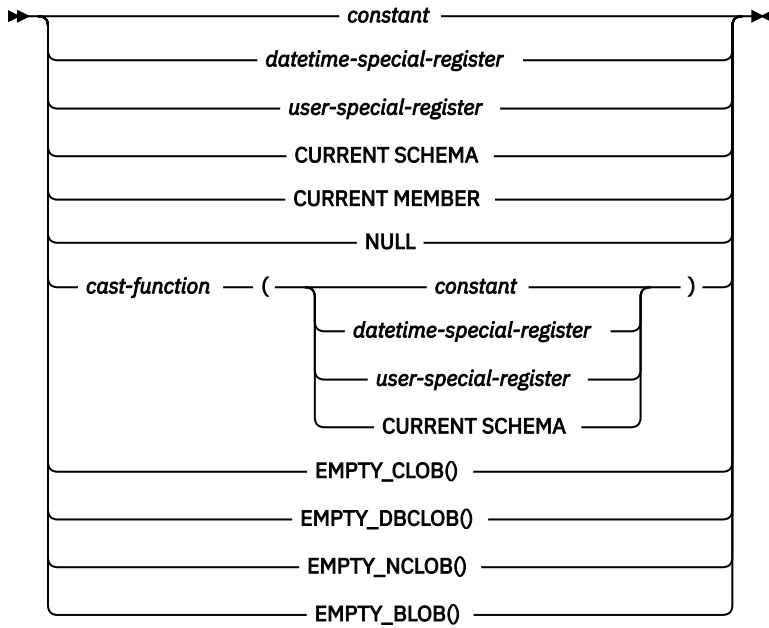 constant
datetime-special-register
user-special-register
CURRENT SCHEMA
CURRENT MEMBER
NULL
cast-function ( constant )
datetime-special-register
user-special-register
CURRENT SCHEMA
EMPTY_CLOB()
EMPTY_DBCLOB()
EMPTY_NCLOB()
EMPTY_BLOB()